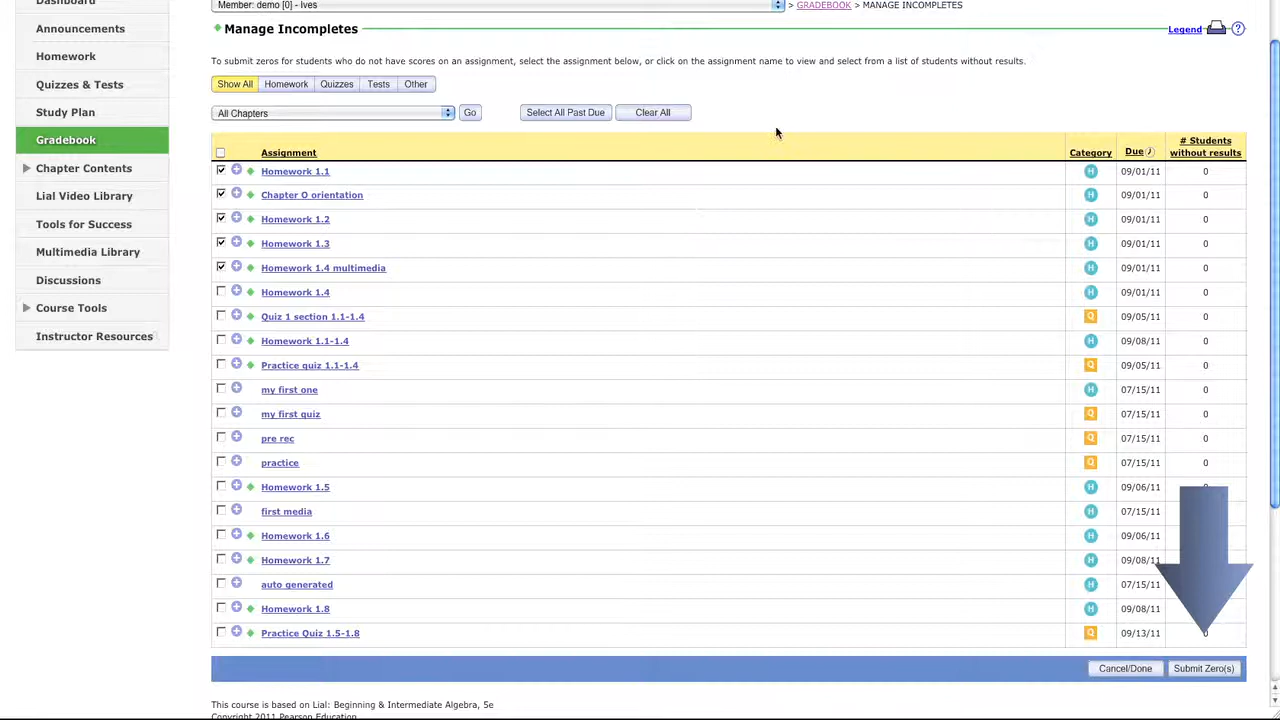 Dashboard
Announcements
Homework
Quizzes & Tests
Study Plan
Gradebook
Chapter Contents
Lial Video Library
Tools for Success
Multimedia Library
Discussions
Course Tools
Instructor Resources
Member: demo [0] - Ives > GRADEBOOK > MANAGE INCOMPLETES
Manage Incompletes Legend ?
To submit zeros for students who do not have scores on an assignment, select the assignment below, or click on the assignment name to view and select from a list of students without results.
Show All Homework Quizzes Tests Other
All Chapters Go Select All Past Due Clear All
Assignment Category Due # Students without results
Homework 1.1 H 09/01/11 0
Chapter O orientation H 09/01/11 0
Homework 1.2 H 09/01/11 0
Homework 1.3 H 09/01/11 0
Homework 1.4 multimedia H 09/01/11 0
Homework 1.4 H 09/01/11 0
Quiz 1 section 1.1-1.4 Q 09/05/11 0
Homework 1.1-1.4 H 09/08/11 0
Practice quiz 1.1-1.4 Q 09/05/11 0
my first one H 07/15/11 0
my first quiz Q 07/15/11 0
pre rec Q 07/15/11 0
practice Q 07/15/11 0
Homework 1.5 H 09/06/11
first media H 07/15/11
Homework 1.6 H 09/06/11
Homework 1.7 H 09/08/11
auto generated H 07/15/11
Homework 1.8 H 09/08/11
Practice Quiz 1.5-1.8 Q 09/13/11
Cancel/Done Submit Zero(s)
This course is based on Lial: Beginning & Intermediate Algebra, 5e
Copyright 2011 Pearson Education